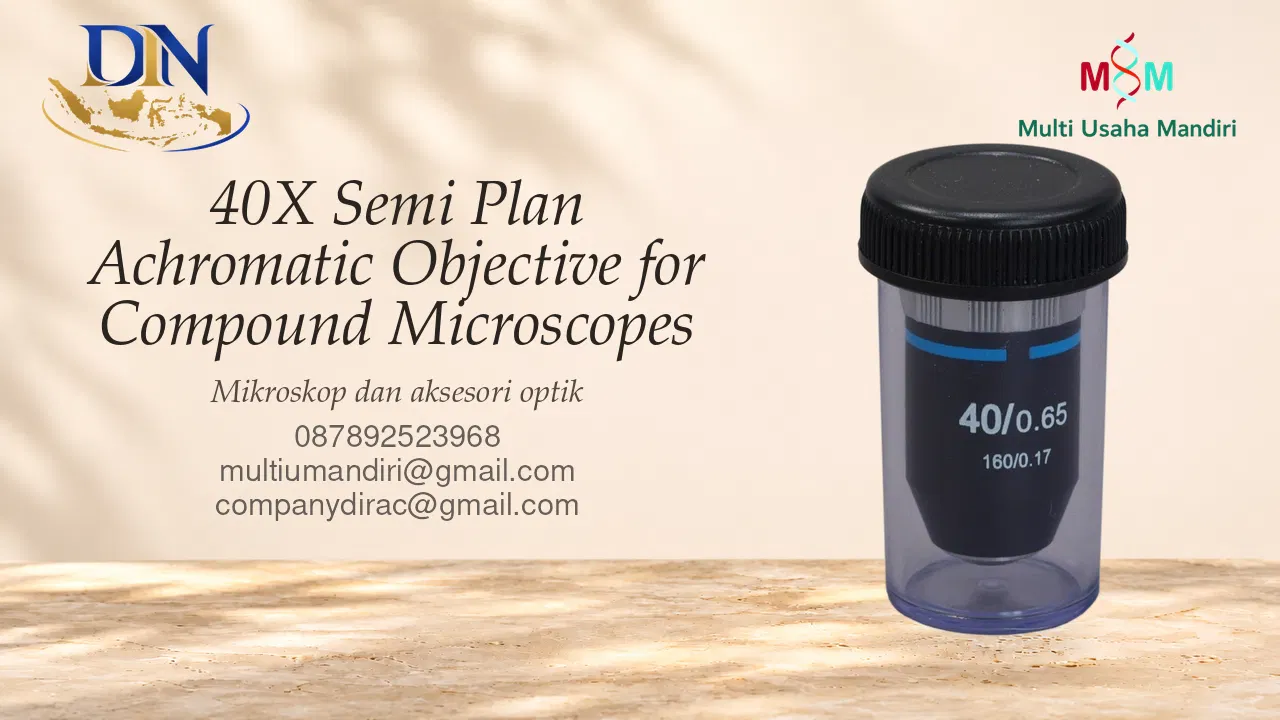 DIN
M M
Multi Usaha Mandiri
40X Semi Plan
Achromatic Objective for
Compound Microscopes
Mikroskop dan aksesori optik
087892523968
multiumandiri@gmail.com
companydirac@gmail.com
40/0.65
160/0.17